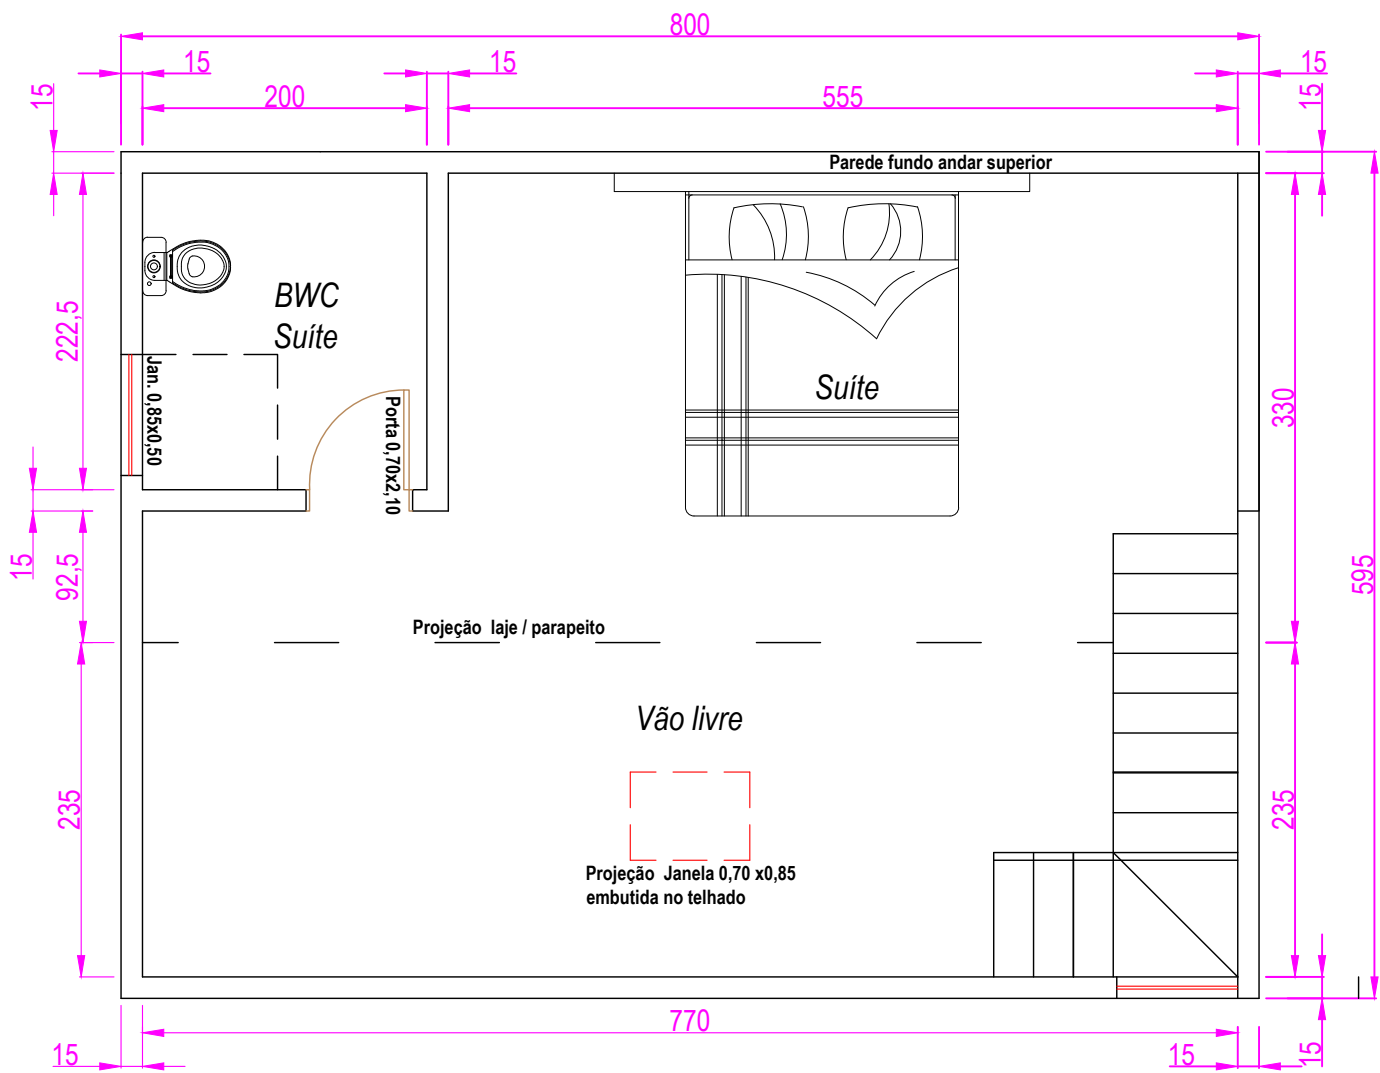 800
15
15
15
15
200
555
15
Parede fundo andar superior
BWC
Suíte
222,5
Jan. 0,85x0,50
Porta 0,70x2,10
Suíte
330
15
92,5
595
Projeção laje / parapeito
Vão livre
235
235
Projeção Janela 0,70 x0,85
embutida no telhado
770
15
15
15